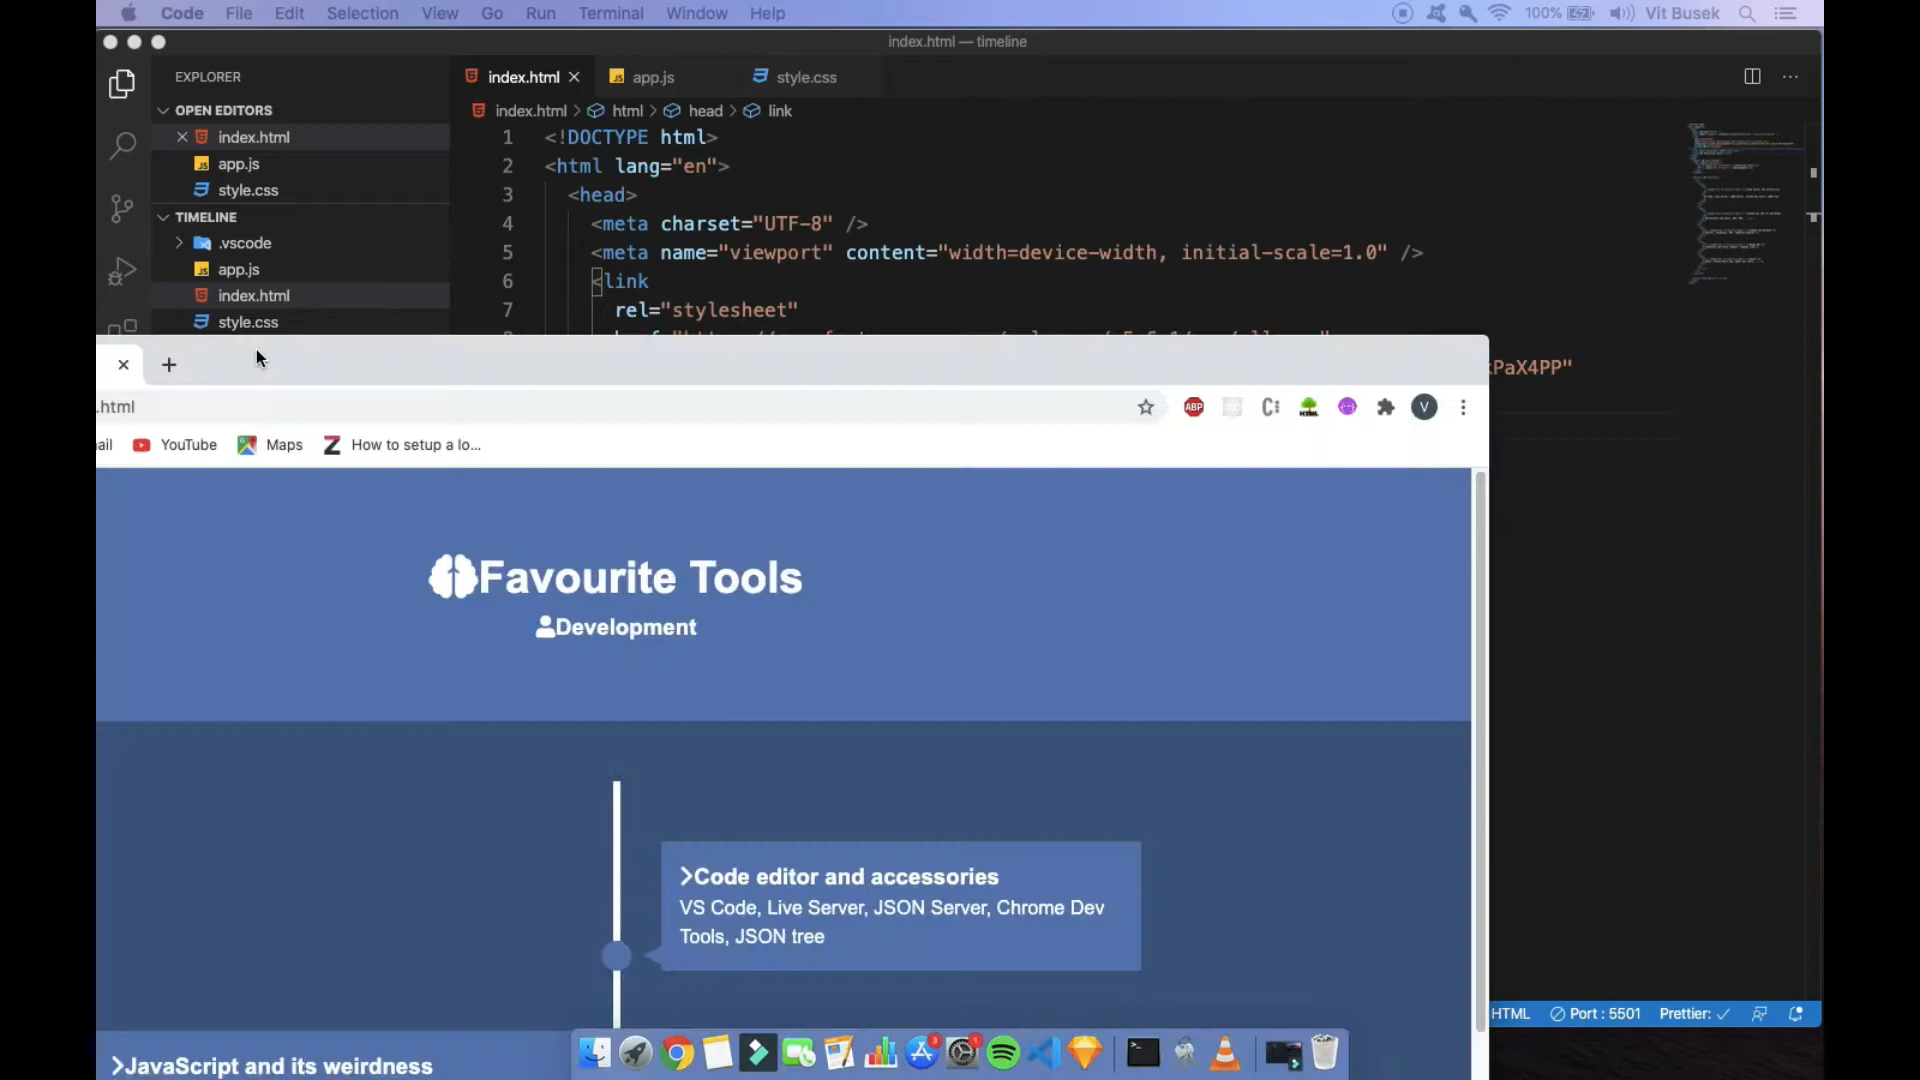 Code File Edit Selection View Go Run Terminal Window Help 100% Vit Busek
index.html — timeline
EXPLORER
index.html
app.js
style.css
OPEN EDITORS
index.html > html > head > link
index.html
app.js
style.css
TIMELINE
.vscode
app.js
index.html
style.css
1 <!DOCTYPE html>
2 <html lang="en">
3 <head>
4 <meta charset="UTF-8" />
5 <meta name="viewport" content="width=device-width, initial-scale=1.0" />
6 <link
7 rel="stylesheet"
PaX4PP"
.html
ABP
HTML
V
ail YouTube Maps How to setup a lo...
Favourite Tools
Development
Code editor and accessories
VS Code, Live Server, JSON Server, Chrome Dev
Tools, JSON tree
JavaScript and its weirdness
HTML Port : 5501 Prettier: ✓
3
1